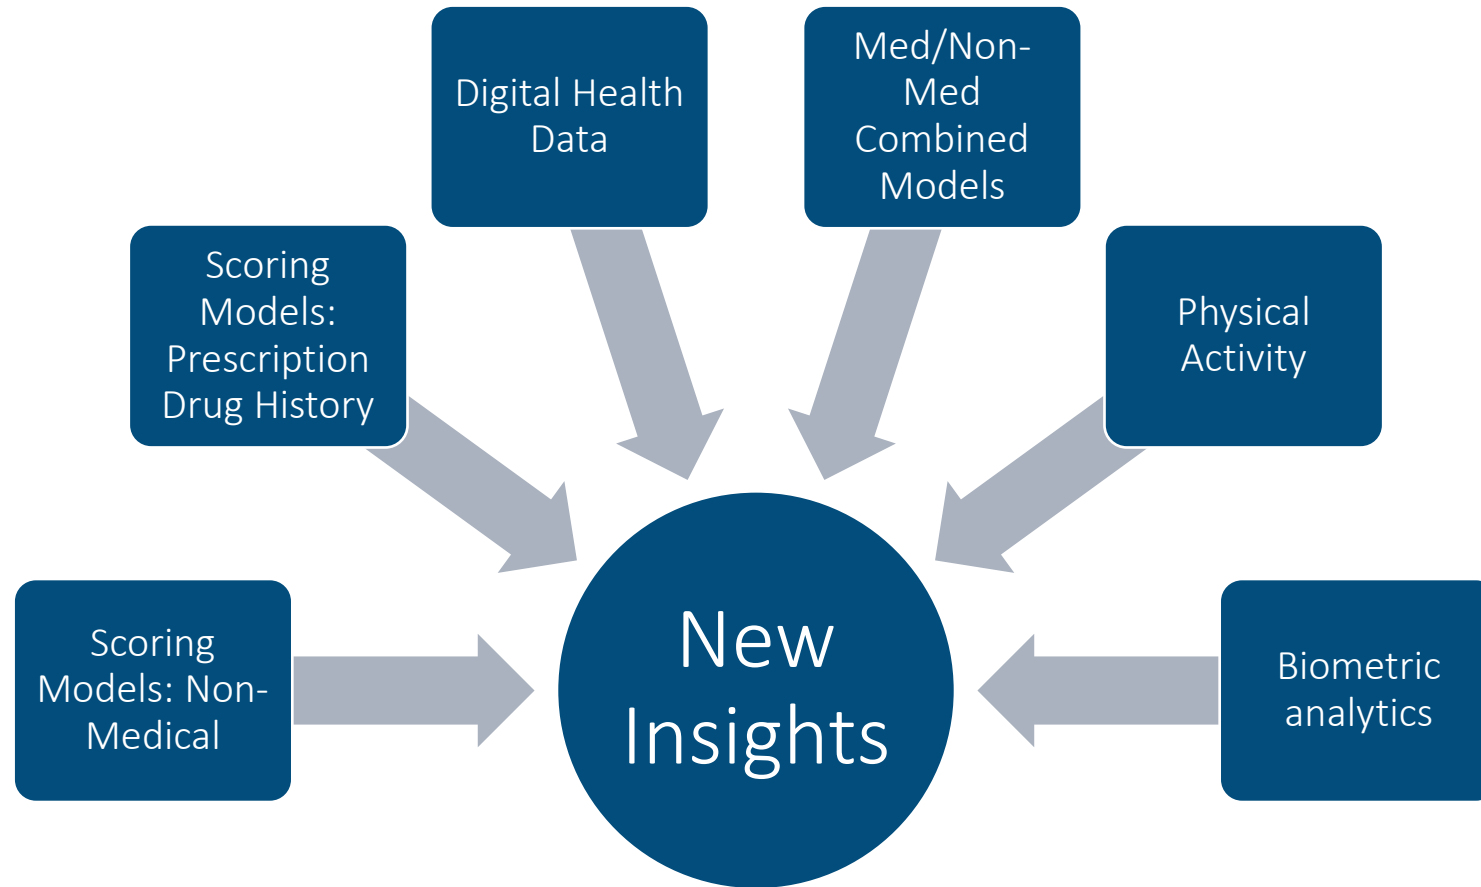 Digital Health
Data
Med/Non-
Med
Combined
Models
Scoring
Models:
Prescription
Drug History
Physical
Activity
Scoring
Models: Non-
Medical
New
Insights
Biometric
analytics